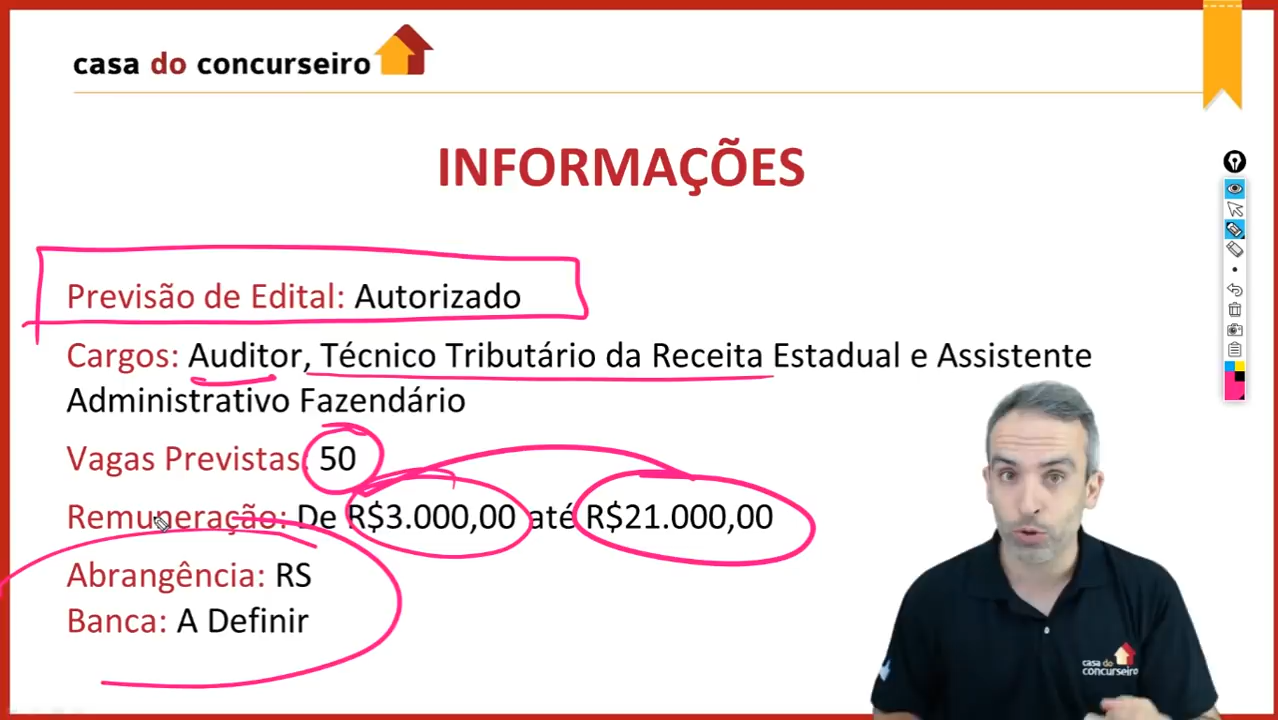 casa do concurseiro
INFORMAÇÕES
Previsão de Edital: Autorizado
Cargos: Auditor, Técnico Tributário da Receita Estadual e Assistente
Administrativo Fazendário
Vagas Previstas: 50
Remuneração: De R$3.000,00 até R$21.000,00
Abrangência: RS
Banca: A Definir
casa do
concurseiro